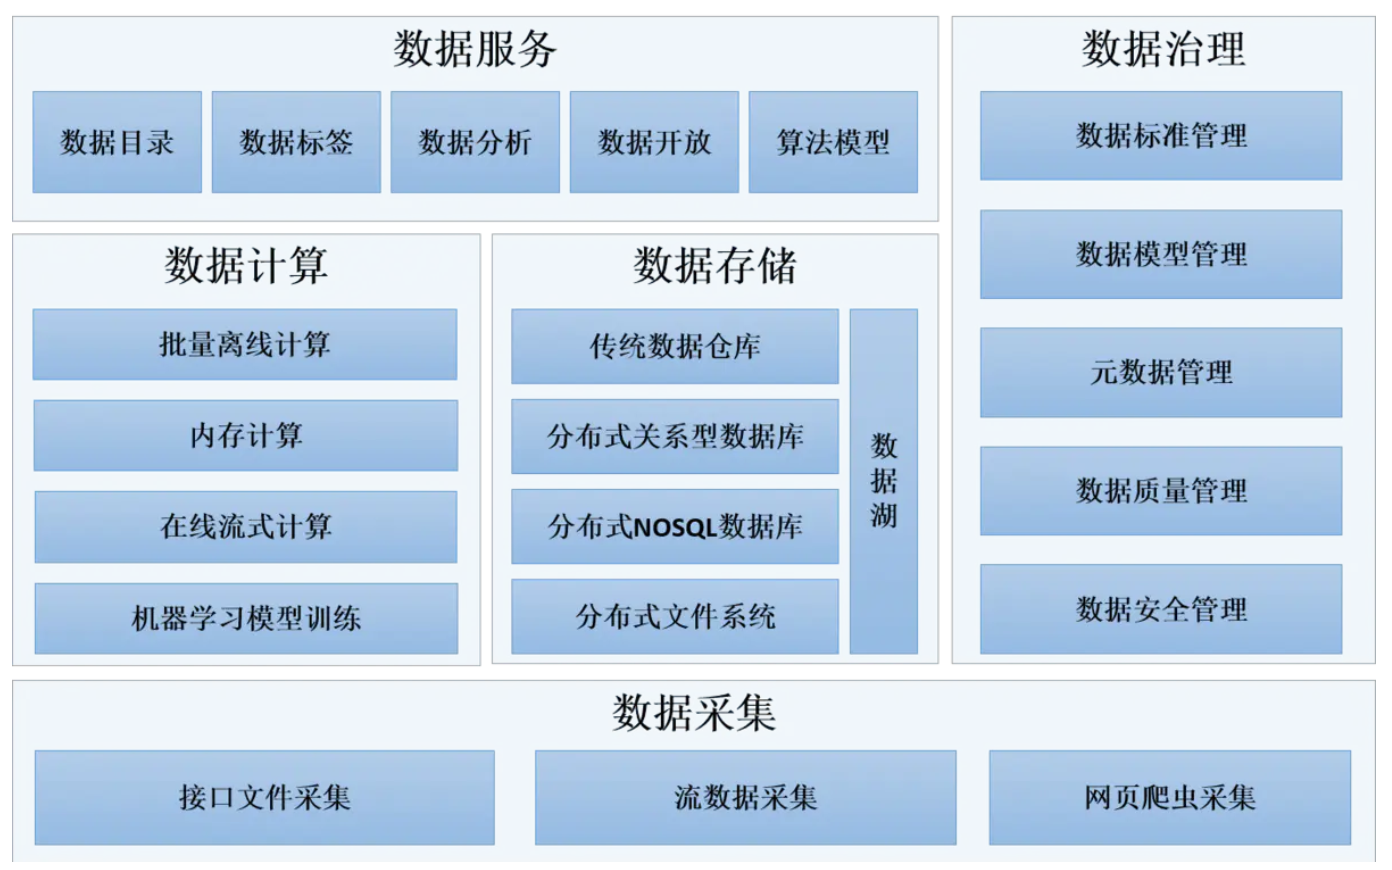 数据服务
数据目录
数据标签
数据分析
数据开放
算法模型
数据计算
批量离线计算
内存计算
在线流式计算
机器学习模型训练
数据存储
传统数据仓库
分布式关系型数据库
分布式NOSQL数据库
分布式文件系统
数据湖
数据治理
数据标准管理
数据模型管理
元数据管理
数据质量管理
数据安全管理
数据采集
接口文件采集
流数据采集
网页爬虫采集